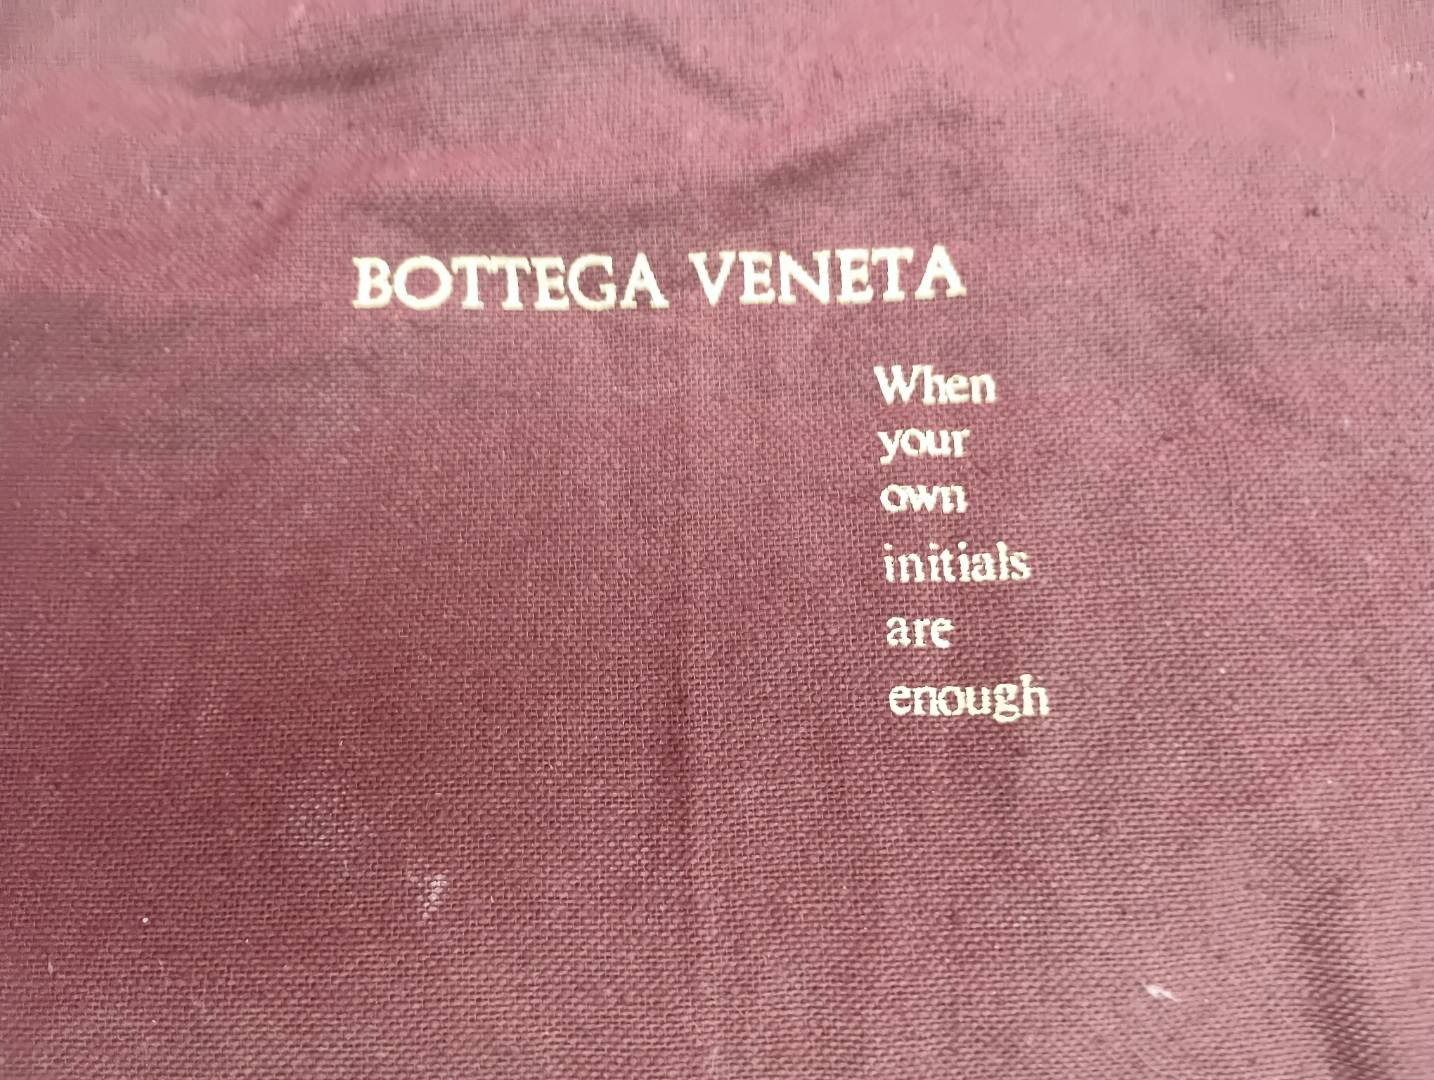 BOTTEGA VENETA
When
your
own
initials
are
enough